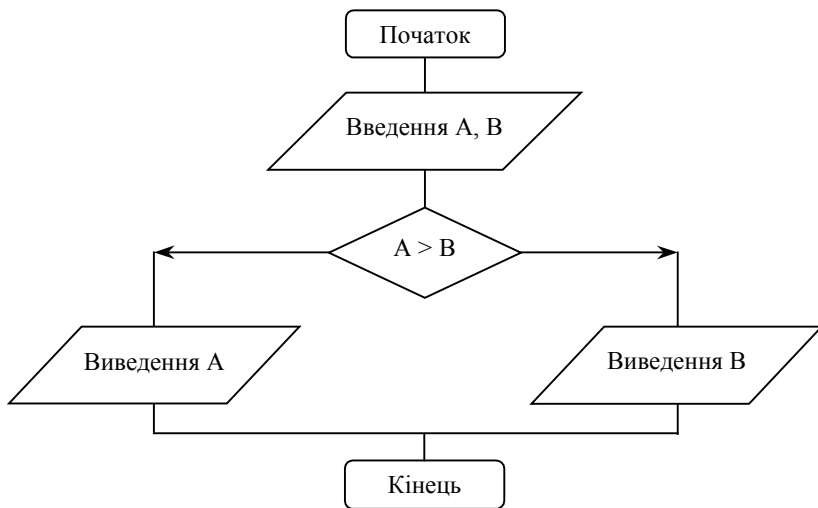 Початок
Введення А, В
А > В
Виведення А
Виведення В
Кінець